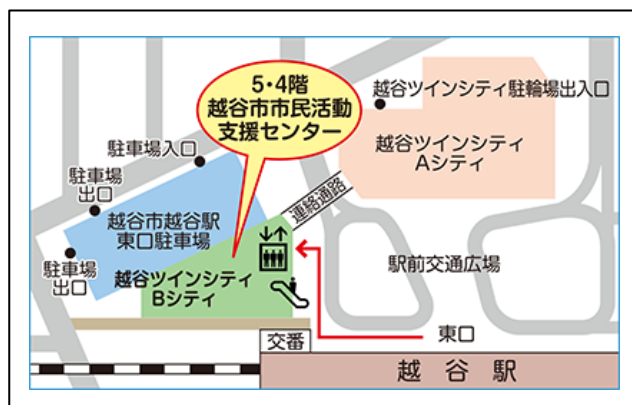 5・4階
越谷市市民活動
支援センター
越谷ツインシティ駐輪場出入口
越谷ツインシティ
Aシティ
駐車場入口
駐車場
出口
連絡通路
越谷市越谷駅
東口駐車場
駐車場
出口
越谷ツインシティ
Bシティ
駅前交通広場
交番
東口
越谷駅